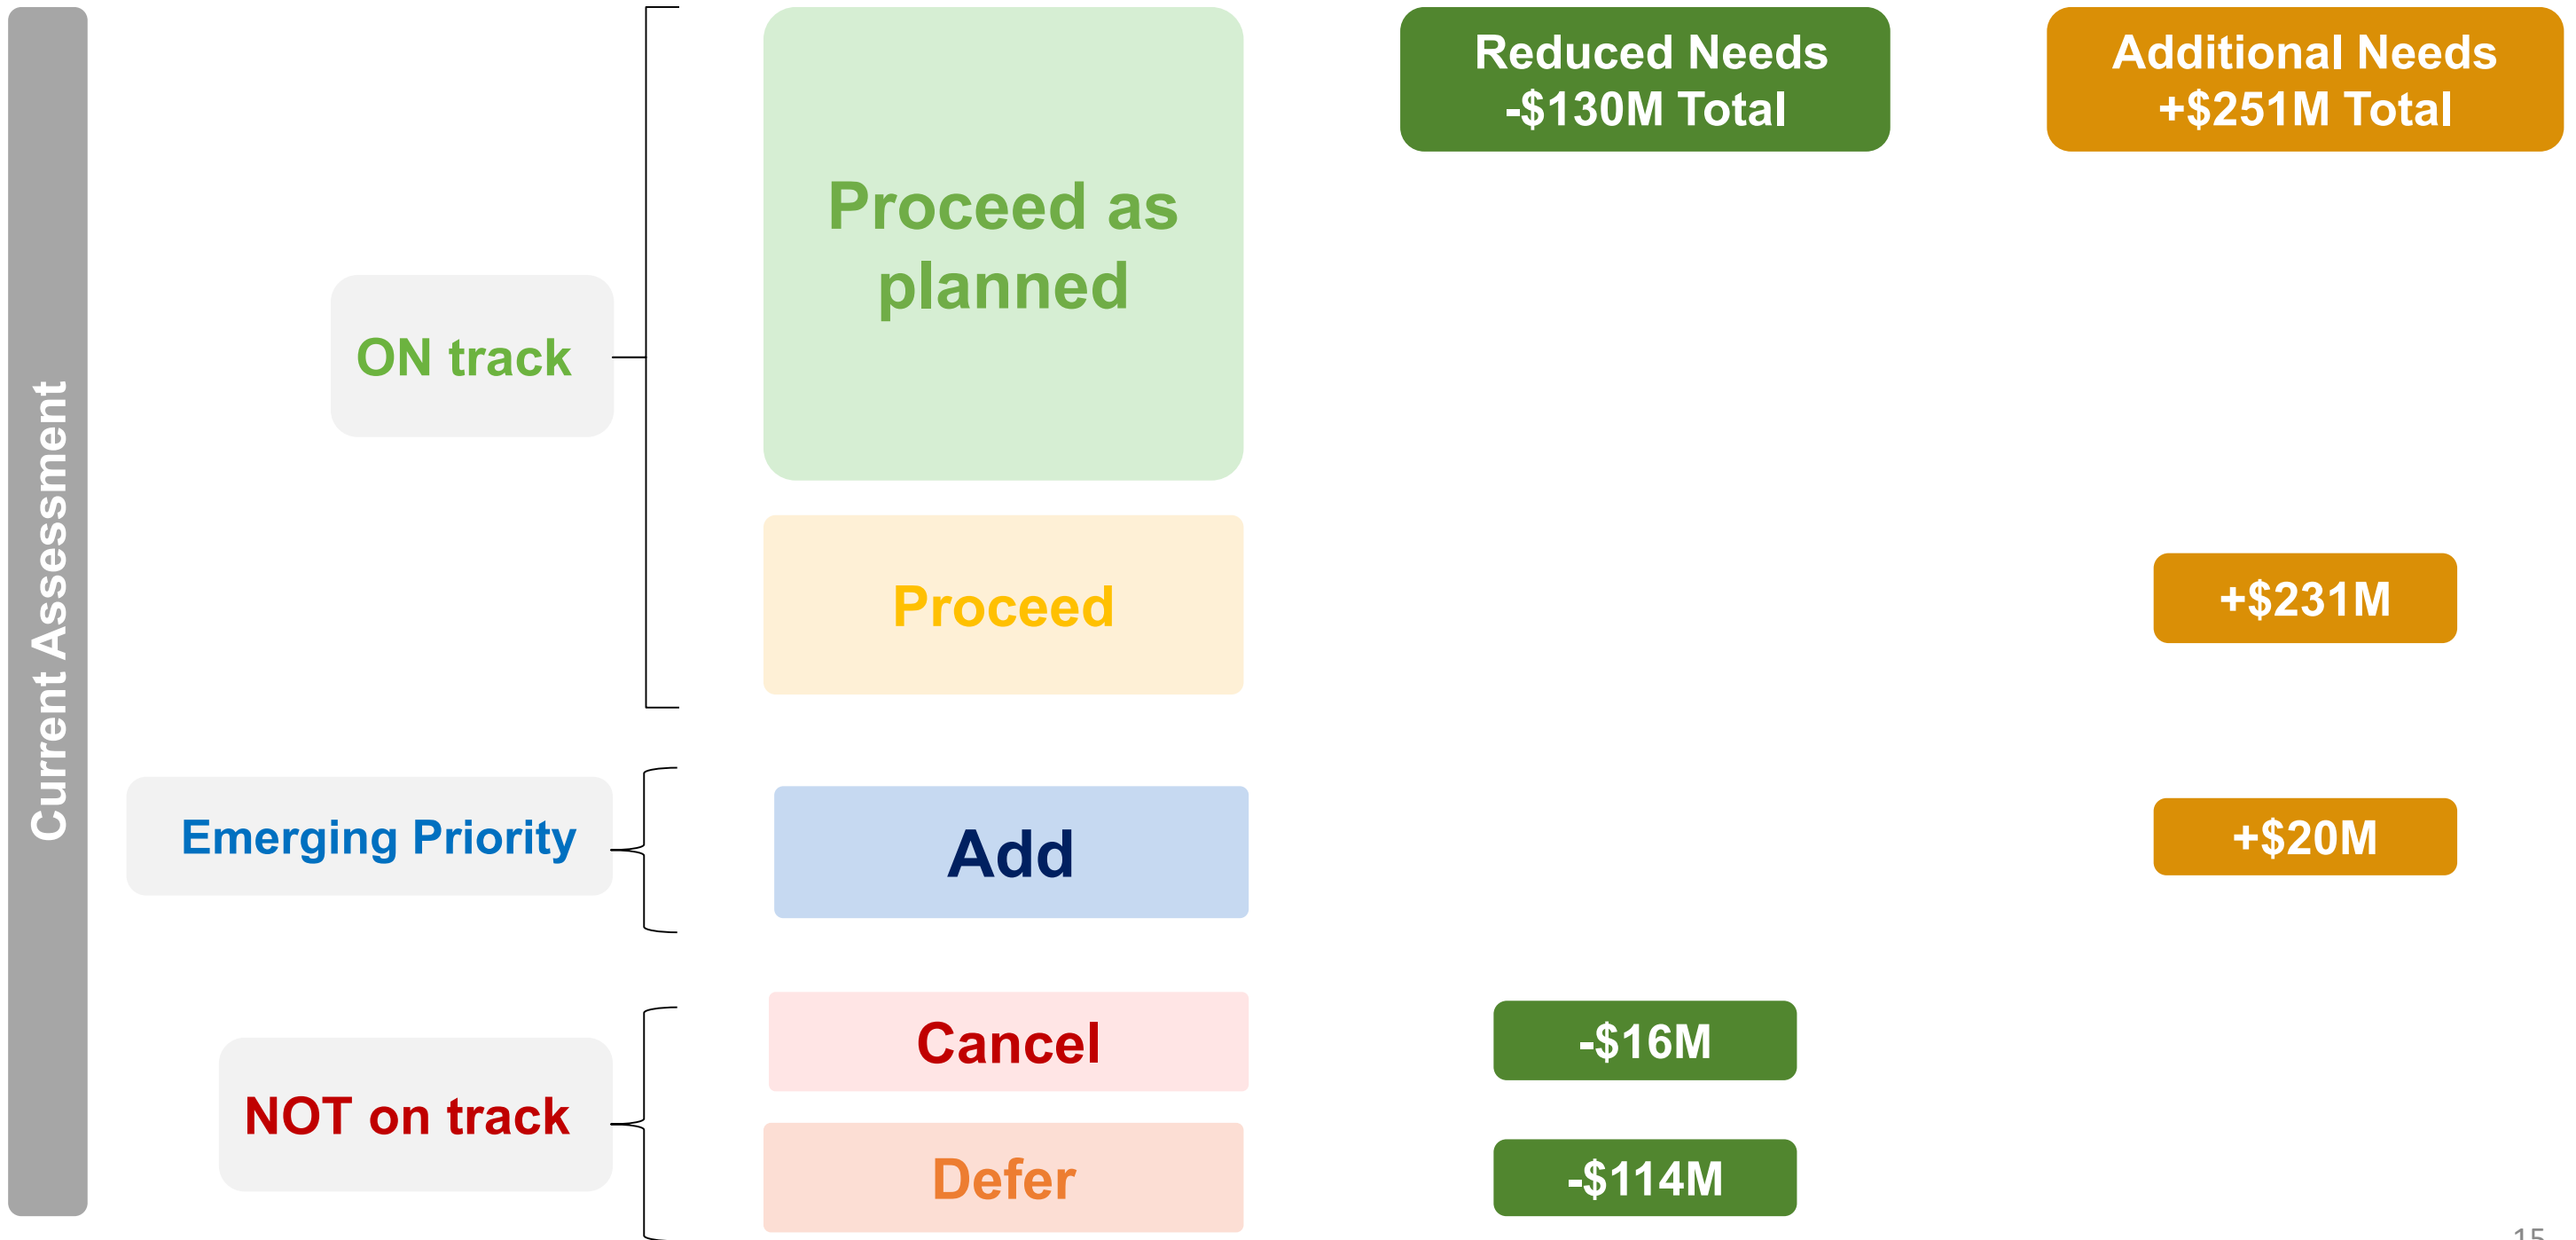 Current Assessment
ON track
Proceed as
planned
Reduced Needs
-$130M Total
Additional Needs
+$251M Total
Proceed
+$231M
Emerging Priority
Add
+$20M
NOT on track
Cancel
-$16M
Defer
-$114M
15